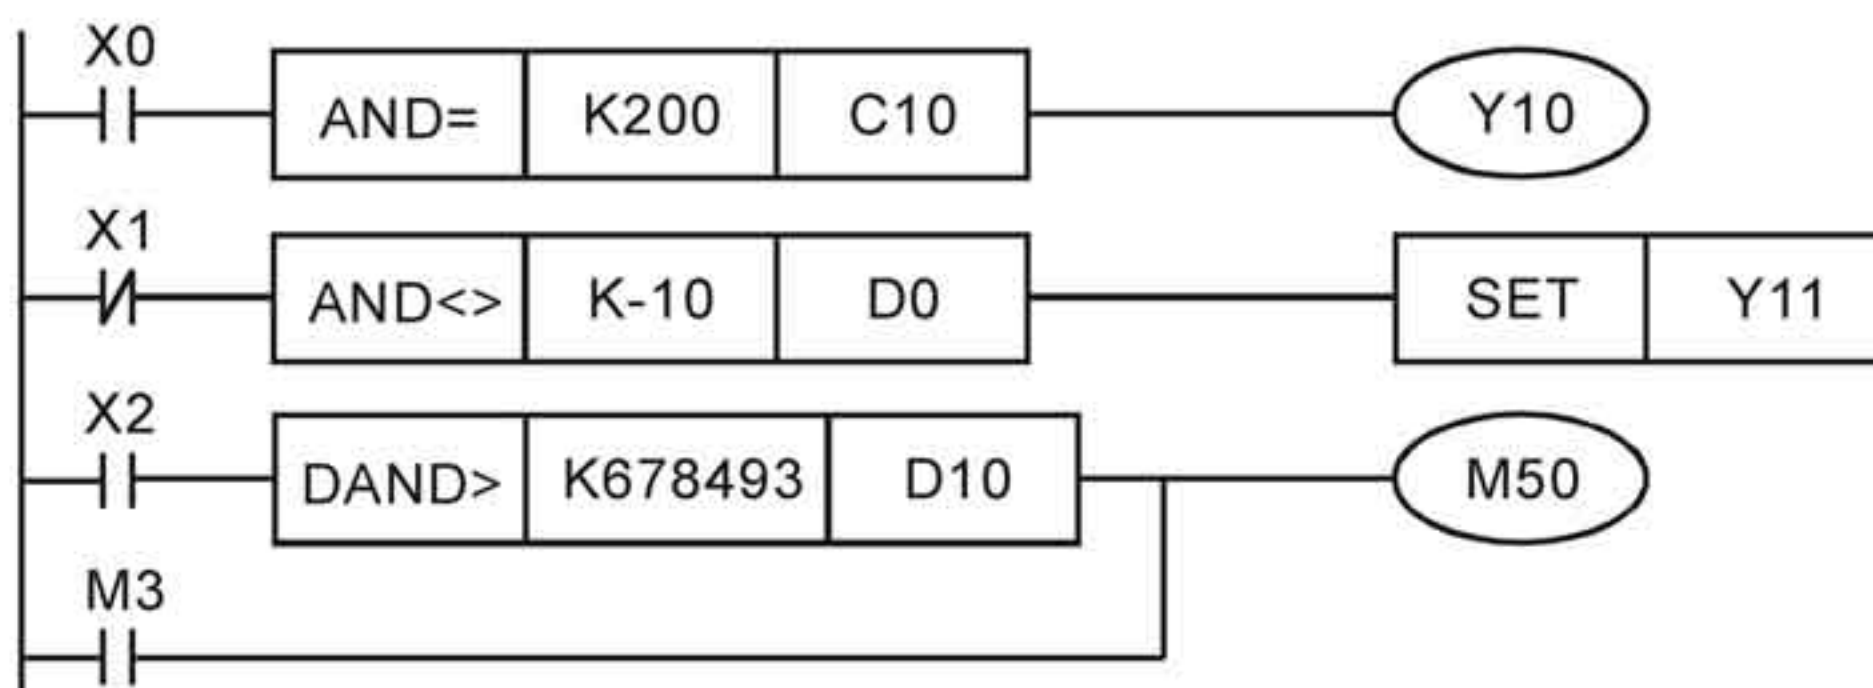 X0
AND= K200 C10 Y10
X1
AND<> K-10 D0 SET Y11
X2
DAND> K678493 D10 M50
M3